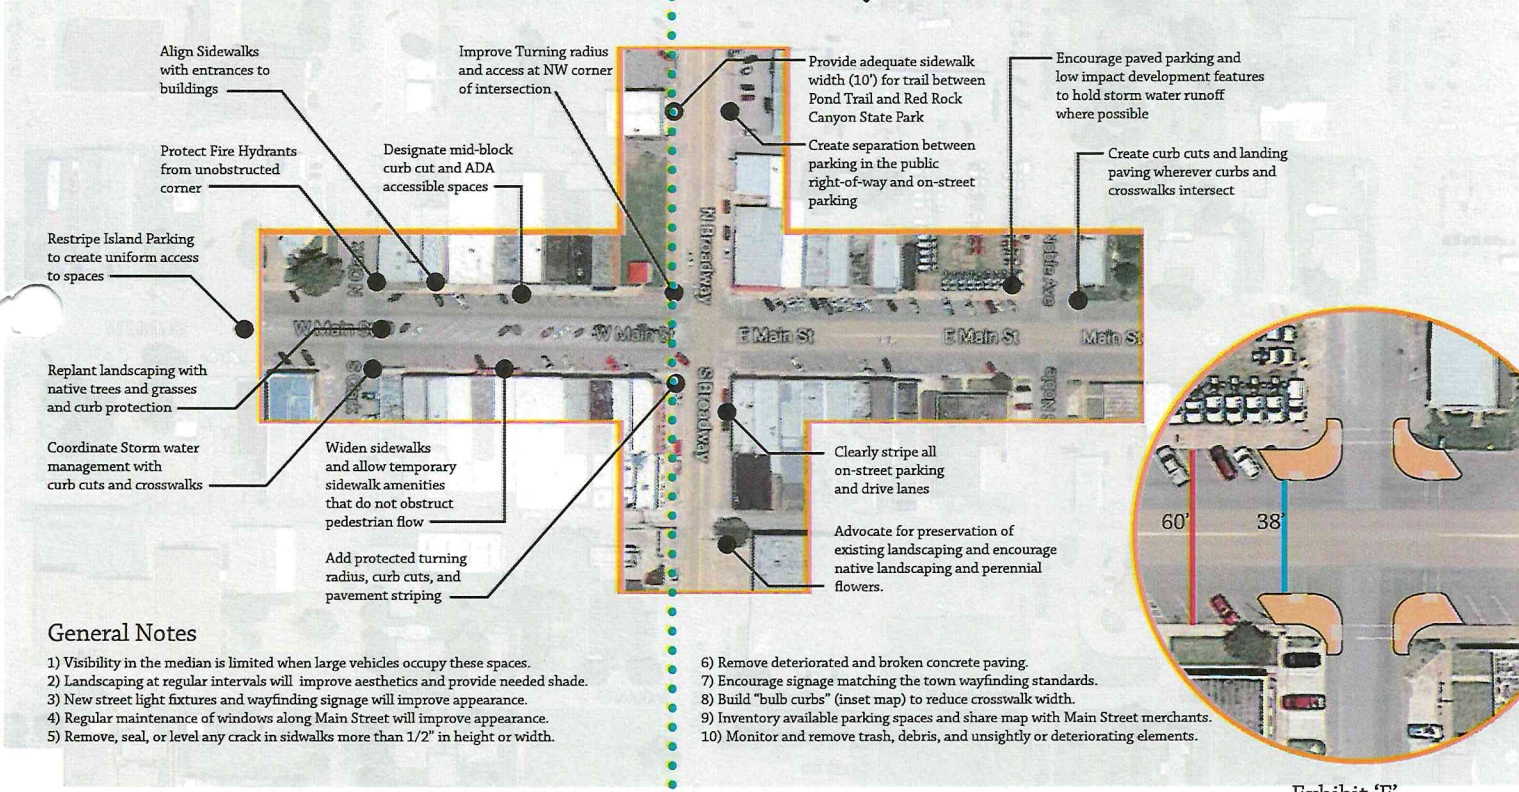 Align Sidewalks
with entrances to
buildings
Improve Turning radius
and access at NW corner
of intersection
Provide adequate sidewalk
width (10') for trail between
Pond Trail and Red Rock
Canyon State Park
Encourage paved parking and
low impact development features
to hold storm water runoff
where possible
Protect Fire Hydrants
from unobstructed
corner
Designate mid-block
curb cut and ADA
accessible spaces
Create separation between
parking in the public
right-of-way and on-street
parking
Create curb cuts and landing
paving wherever curbs and
crosswalks intersect
Restripe Island Parking
to create uniform access
to spaces
N Broadway
Noble Ave
W Main St
W Main St
E Main St
E Main St
Main St
S Broadway
Replant landscaping with
native trees and grasses
and curb protection
Coordinate Storm water
management with
curb cuts and crosswalks
Widen sidewalks
and allow temporary
sidewalk amenities
that do not obstruct
pedestrian flow
Add protected turning
radius, curb cuts, and
pavement striping
Clearly stripe all
on-street parking
and drive lanes
Advocate for preservation of
existing landscaping and encourage
native landscaping and perennial
flowers.
60'
38'
General Notes
1) Visibility in the median is limited when large vehicles occupy these spaces.
2) Landscaping at regular intervals will improve aesthetics and provide needed shade.
3) New street light fixtures and wayfinding signage will improve appearance.
4) Regular maintenance of windows along Main Street will improve appearance.
5) Remove, seal, or level any crack in sidwalks more than 1/2" in height or width.
6) Remove deteriorated and broken concrete paving.
7) Encourage signage matching the town wayfinding standards.
8) Build "bulb curbs" (inset map) to reduce crosswalk width.
9) Inventory available parking spaces and share map with Main Street merchants.
10) Monitor and remove trash, debris, and unsightly or deteriorating elements.
Exhibit 'E'